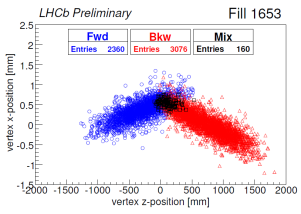 LHCb Preliminary
Fill 1653
Fwd
Entries 2360
Bkw
Entries 3076
Mix
Entries 160
vertex x-position [mm]
2.5
2
1.5
1
0.5
0
-0.5
-1
-1.5
-2000 -1500 -1000 -500 0 500 1000 1500 2000
vertex z-position [mm]